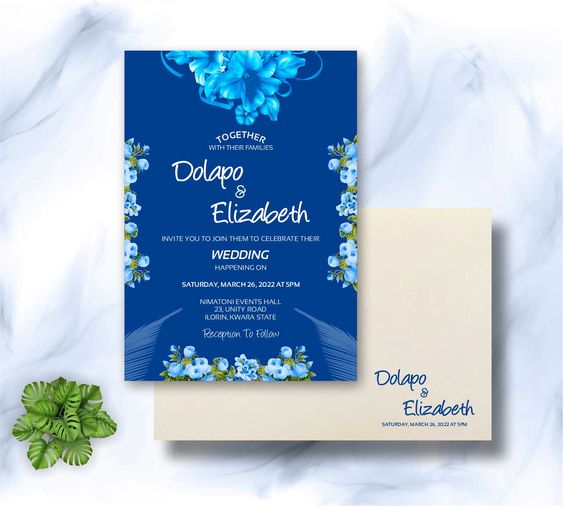 TOGETHER
WITH THEIR FAMILIES
Dolapo
&
Elizabeth
INVITE YOU TO JOIN THEM TO CELEBRATE THEIR
WEDDING
HAPPENING ON
SATURDAY, MARCH 26, 2022 AT 5PM
NIMATONI EVENTS HALL
23, UNITY ROAD
ILORIN, KWARA STATE
Reception To Follow
Dolapo
&
Elizabeth
SATURDAY, MARCH 26, 2022 AT 5PM